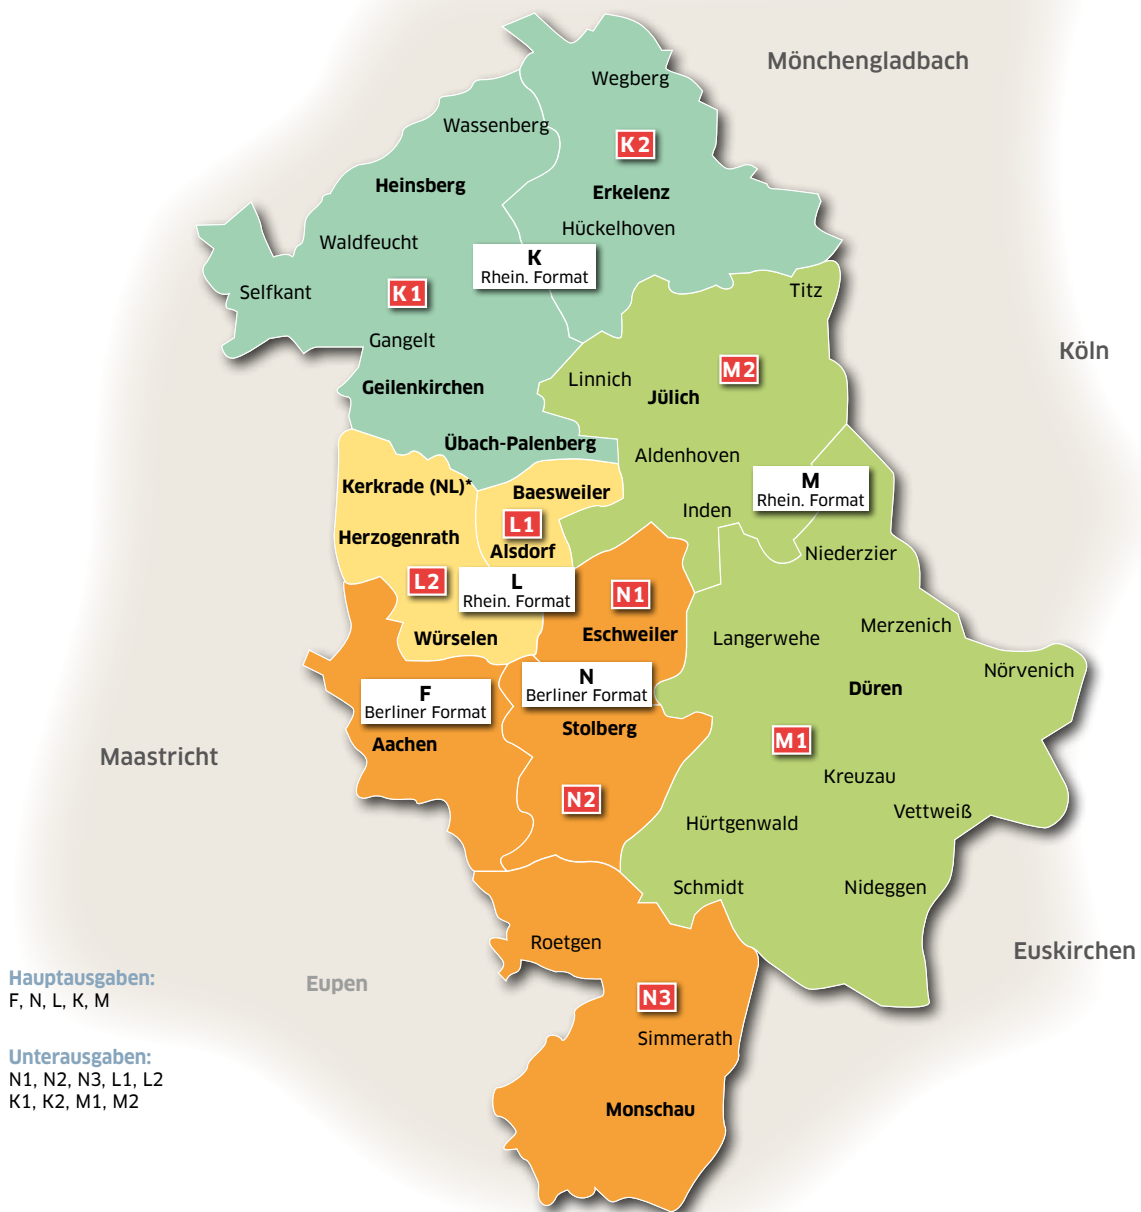 Mönchengladbach
Wegberg
Wassenberg
K2
Heinsberg
Erkelenz
Hückelhoven
Waldfeucht
K
Rhein. Format
Selfkant
K1
Titz
Gangelt
Köln
Linnich
M2
Geilenkirchen
Jülich
Übach-Palenberg
Aldenhoven
M
Rhein. Format
Kerkrade (NL)*
Baesweiler
Inden
L1
Herzogenrath
Alsdorf
Niederzier
L2
L
Rhein. Format
N1
Würselen
Eschweiler
Langerwehe
Merzenich
Nörvenich
N
Berliner Format
F
Berliner Format
Düren
Stolberg
Aachen
M1
Maastricht
Kreuzau
N2
Vettweiß
Hürtgenwald
Schmidt
Nideggen
Roetgen
Euskirchen
Eupen
N3
Simmerath
Monschau
Hauptausgaben:
F, N, L, K, M
Unterausgaben:
N1, N2, N3, L1, L2
K1, K2, M1, M2